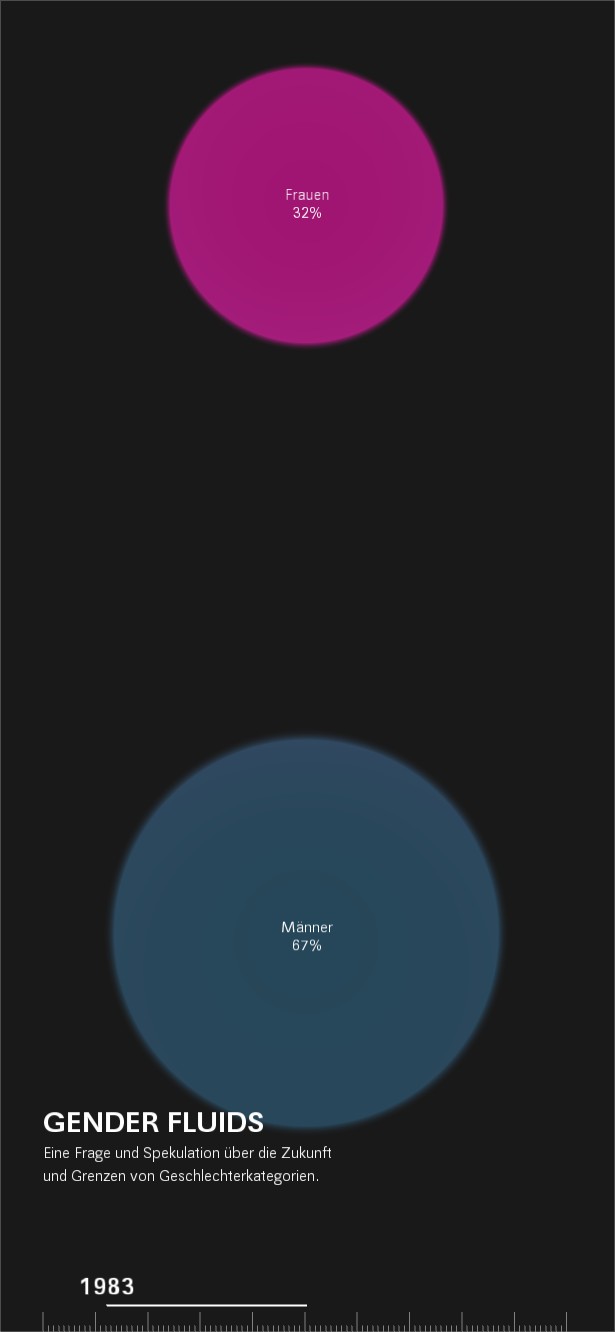 Frauen
32%
Männer
67%
GENDER FLUIDS
Eine Frage und Spekulation über die Zukunft
und Grenzen von Geschlechterkategorien.
1983